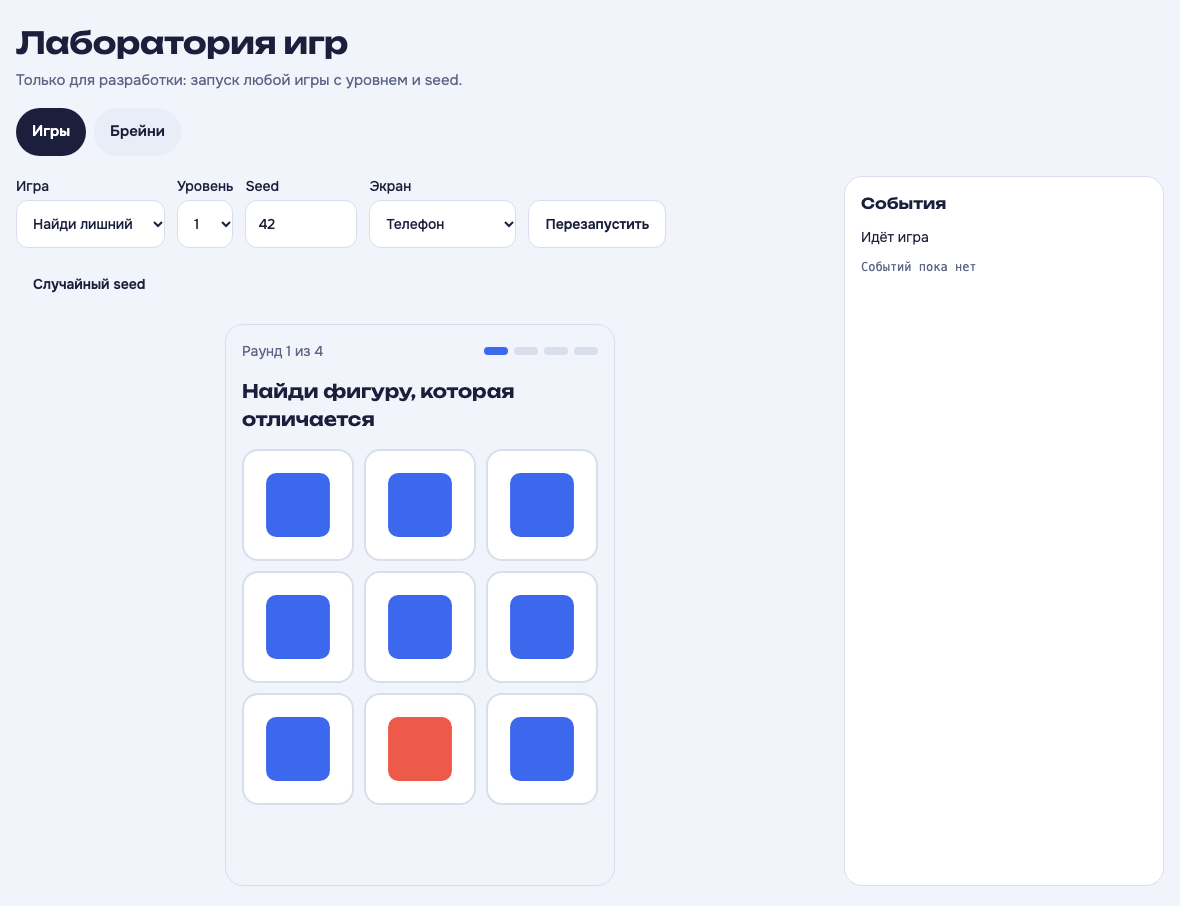 Лаборатория игр
Только для разработки: запуск любой игры с уровнем и seed.
Игры
Брейни
Игра
Уровень
Seed
Экран
Найди лишний
1
42
Телефон
Перезапустить
Случайный seed
Раунд 1 из 4
Найди фигуру, которая
отличается
События
Идёт игра
Событий пока нет